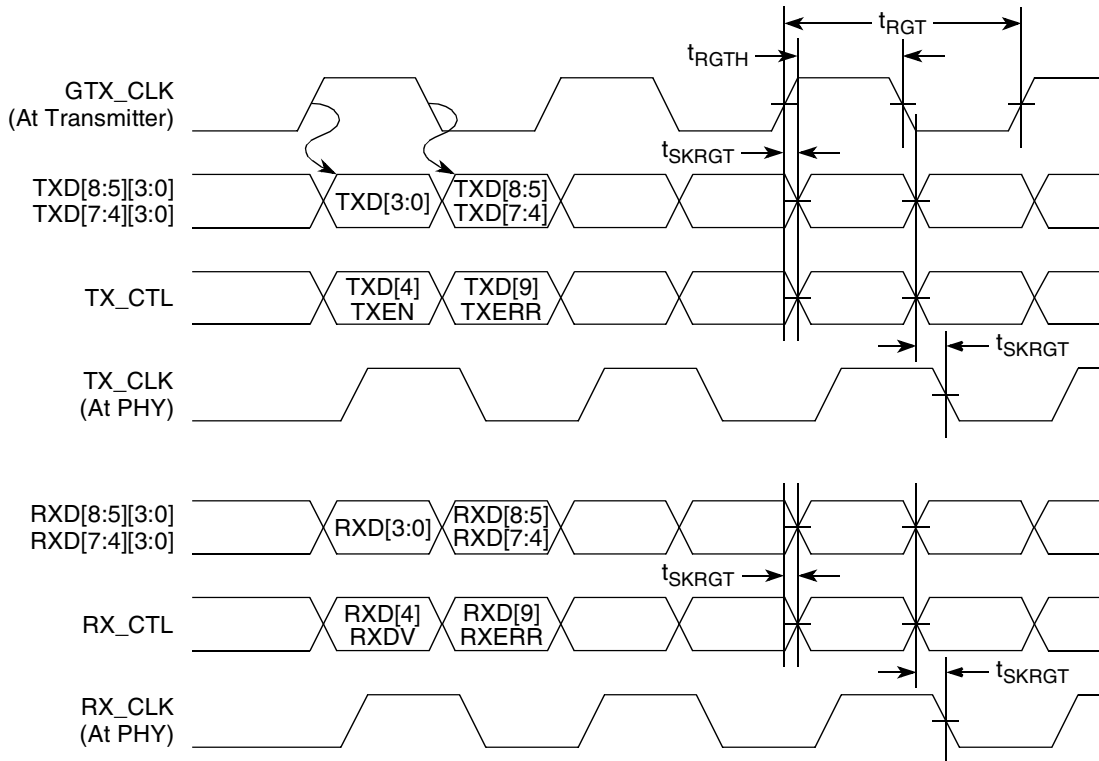 tRGT
tRGTH
GTX_CLK
(At Transmitter)
tSKRGT
TXD[8:5][3:0]
TXD[7:4][3:0]
TXD[3:0]
TXD[8:5]
TXD[7:4]
TX_CTL
TXD[4]
TXEN
TXD[9]
TXERR
tSKRGT
TX_CLK
(At PHY)
RXD[8:5][3:0]
RXD[7:4][3:0]
RXD[3:0]
RXD[8:5]
RXD[7:4]
tSKRGT
RX_CTL
RXD[4]
RXDV
RXD[9]
RXERR
tSKRGT
RX_CLK
(At PHY)